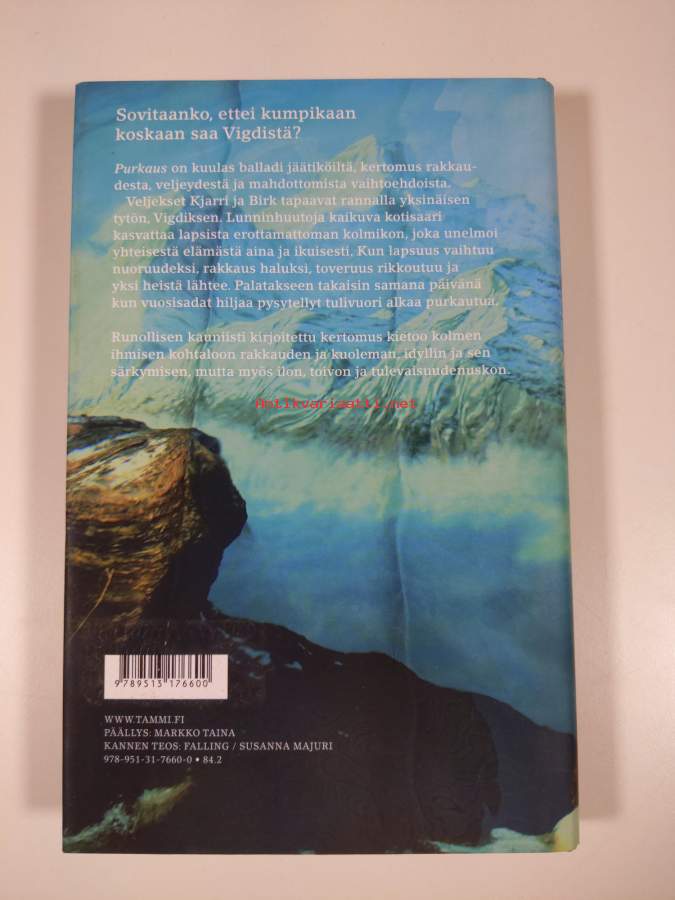 Sovitaanko, ettei kumpikaan
koskaan saa Vigdistä?
Purkaus on kuulas balladi jäätiköiltä, kertomus rakkau-
desta, veljeydestä ja mahdottomista vaihtoehdoista.
Veljekset Kjarri ja Birk tapaavat rannalla yksinäisen
tytön, Vigdiksen. Lunninhuutoja kaikuva kotisaari
kasvattaa lapsista erottamattoman kolmikon, joka unelmoi
yhteisestä elämästä aina ja ikuisesti. Kun lapsuus vaihtuu
nuoruudeksi, rakkaus haluksi, toveruus rikkoutuu ja
yksi heistä lähtee. Palatakseen takaisin samana päivänä
kun vuosisadat hiljaa pysytellyt tulivuori alkaa purkautua.
Runollisen kauniisti kirjoitettu kertomus kietoo kolmen
ihmisen kohtaloon rakkauden ja kuoleman, idyllin ja sen
särkymisen, mutta myös ilon, toivon ja tulevaisuudenuskon.
Antikvariaatti.net
9 789513 176600
WWW.TAMMI.FI
PÄÄLLYS: MARKKO TAINA
KANNEN TEOS: FALLING / SUSANNA MAJURI
978-951-31-7660-0 • 84.2